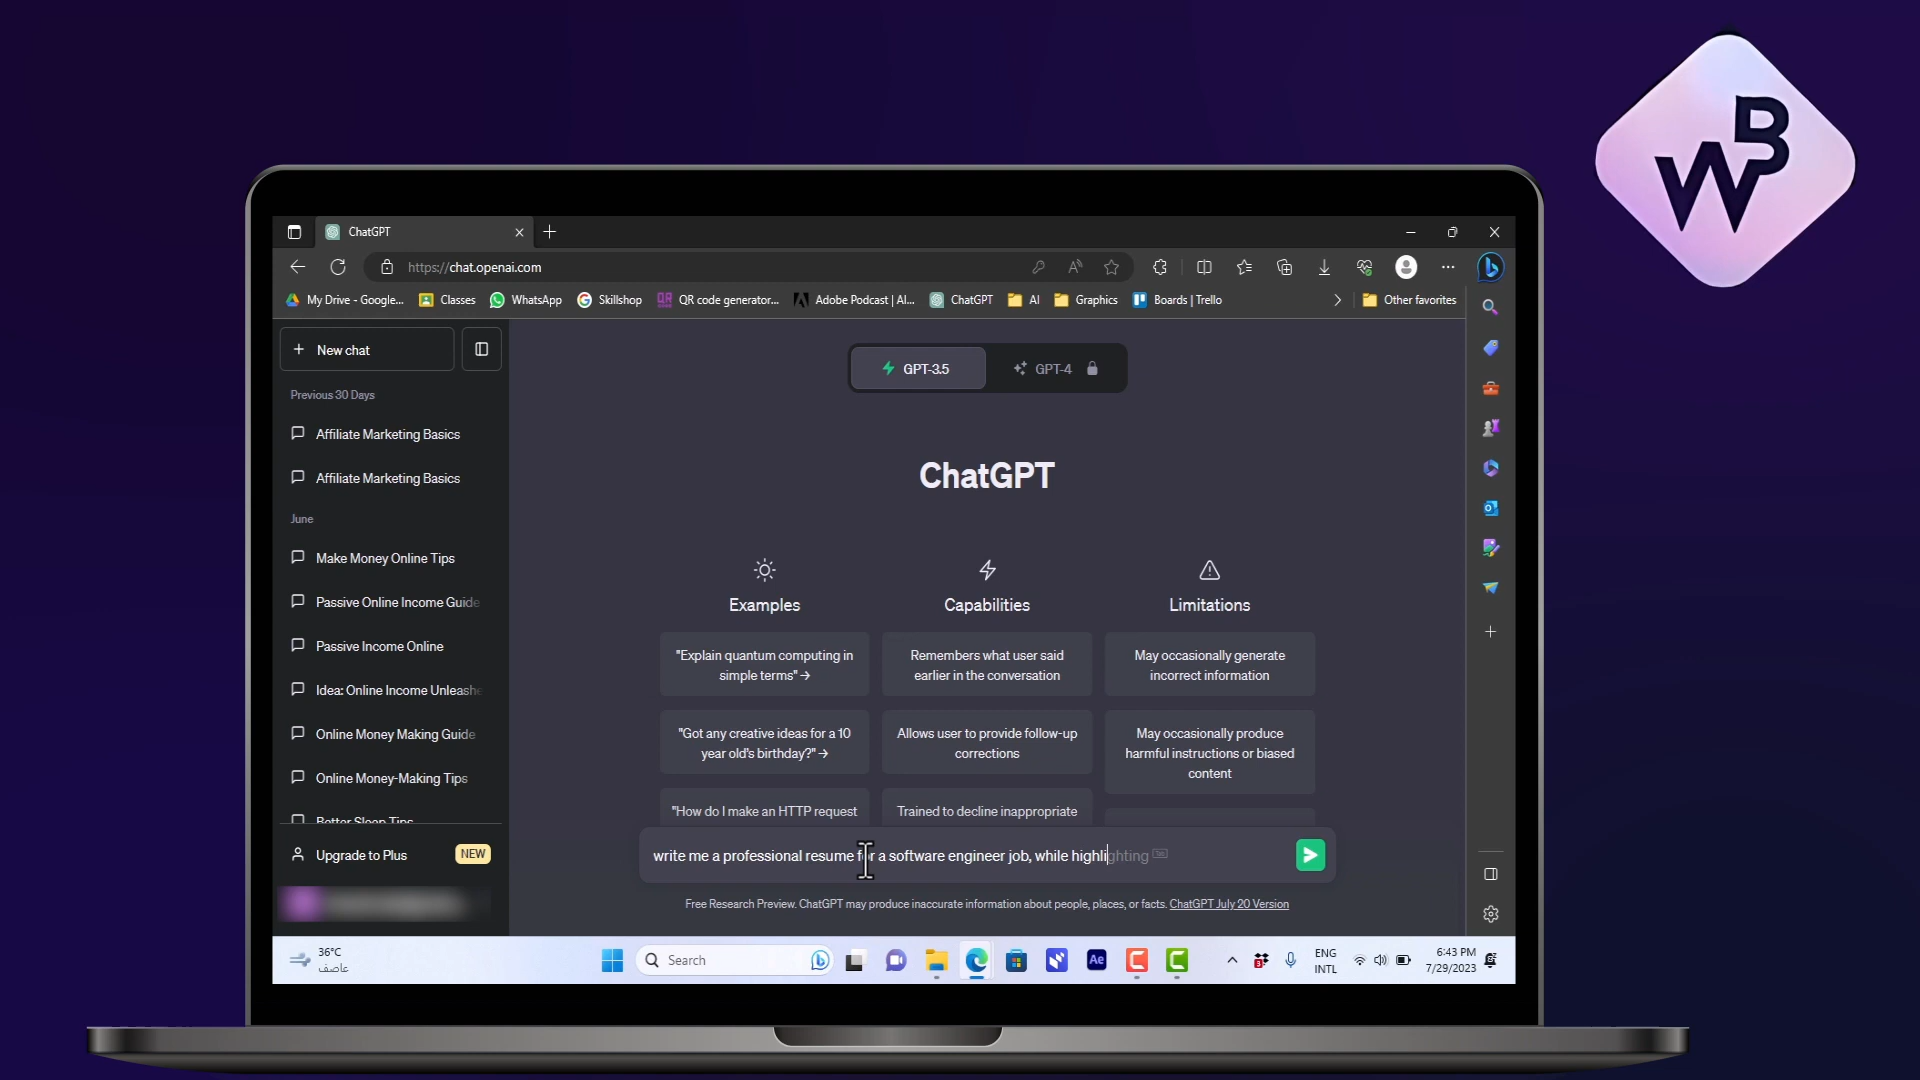 WB
ChatGPT
https://chat.openai.com
My Drive - Google...
Classes
WhatsApp
Skillshop
QR code generator...
Adobe Podcast | AI...
ChatGPT
AI
Graphics
Boards | Trello
Other favorites
New chat
GPT-3.5
GPT-4
Previous 30 Days
Affiliate Marketing Basics
Affiliate Marketing Basics
June
Make Money Online Tips
Passive Online Income Guide
Passive Income Online
Idea: Online Income Unleashe
Online Money Making Guide
Online Money-Making Tips
Better Sleep Tips
Upgrade to Plus
NEW
ChatGPT
Examples
Capabilities
Limitations
"Explain quantum computing in
simple terms" →
Remembers what user said
earlier in the conversation
May occasionally generate
incorrect information
"Got any creative ideas for a 10
year old's birthday?" →
Allows user to provide follow-up
corrections
May occasionally produce
harmful instructions or biased
content
"How do I make an HTTP request
Trained to decline inappropriate
write me a professional resume for a software engineer job, while highlighting
Free Research Preview. ChatGPT may produce inaccurate information about people, places, or facts. ChatGPT July 20 Version
36°C
عاصف
Search
Ae
ENG
INTL
6:43 PM
7/29/2023